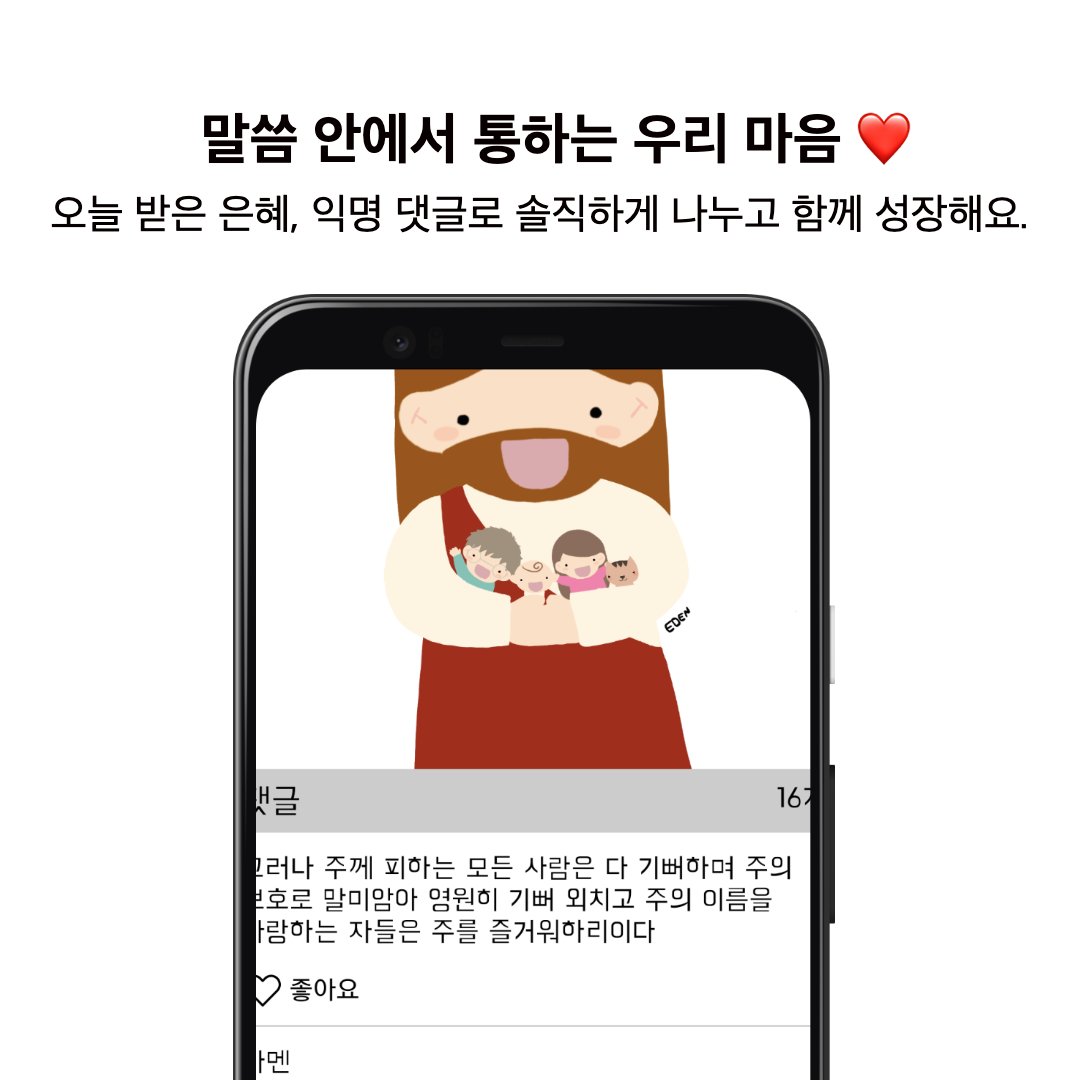 말씀 안에서 통하는 우리 마음 ❤️
오늘 받은 은혜, 익명 댓글로 솔직하게 나누고 함께 성장해요.
EDEN
댓글
16개
그러나 주께 피하는 모든 사람은 다 기뻐하며 주의
보호로 말미암아 영원히 기뻐 외치고 주의 이름을
사랑하는 자들은 주를 즐거워하리이다
좋아요
아멘